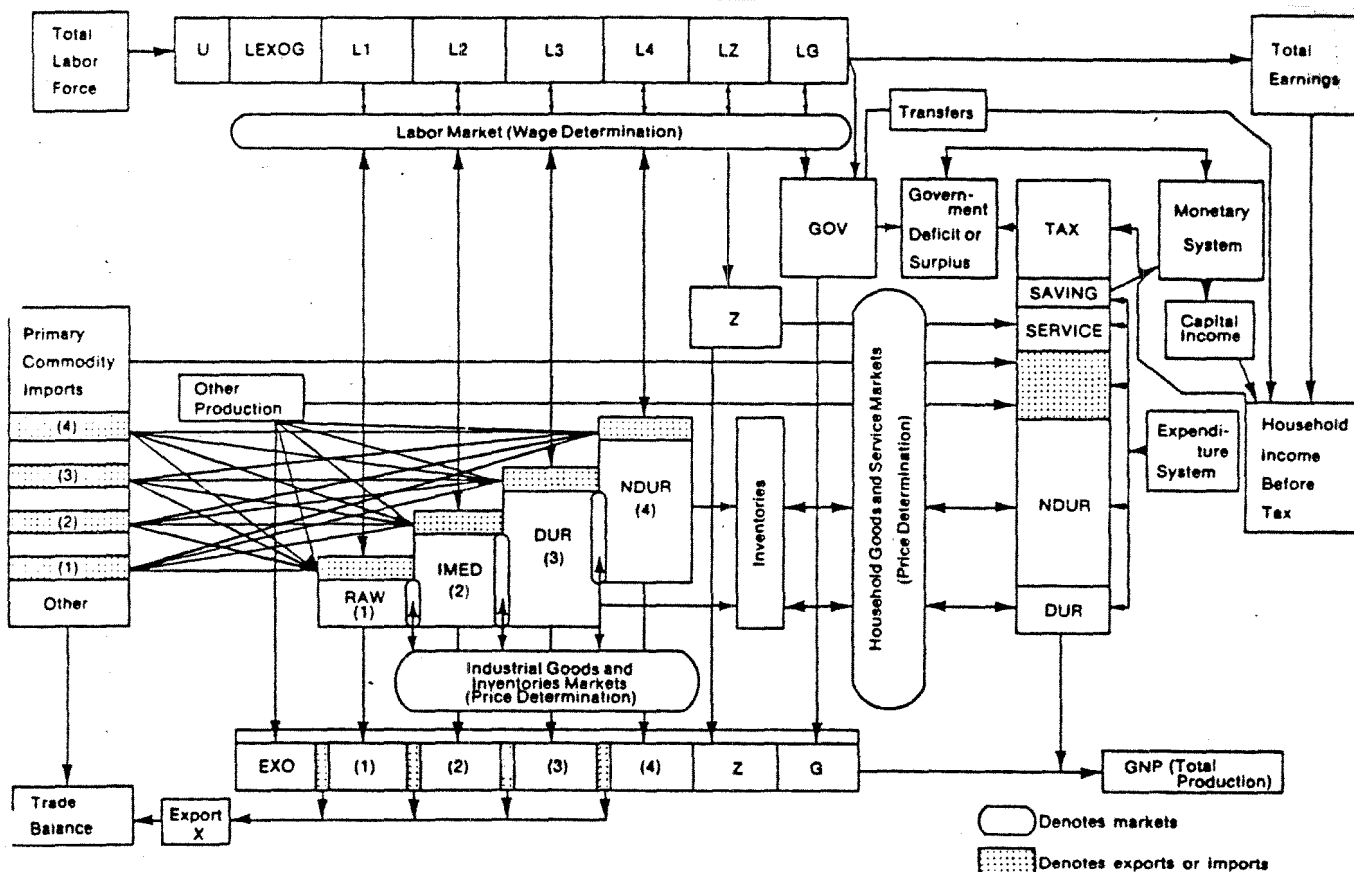 Total
Labor
Force
U
LEXOG
L1
L2
L3
L4
LZ
LG
Total
Earnings
Labor Market (Wage Determination)
Transfers
GOV
Govern-
ment
Deficit or
Surplus
TAX
Monetary
System
SAVING
SERVICE
Z
Capital
Income
Primary
Commodity
Imports
(4)
(3)
(2)
(1)
Other
Other
Production
RAW
(1)
IMED
(2)
DUR
(3)
NDUR
(4)
Inventories
Household Goods and Service Markets
(Price Determination)
NDUR
DUR
Expendi-
ture
System
Household
Income
Before
Tax
Industrial Goods and
Inventories Markets
(Price Determination)
EXO
(1)
(2)
(3)
(4)
Z
G
GNP (Total
Production)
Trade
Balance
Export
X
Denotes markets
Denotes exports or imports